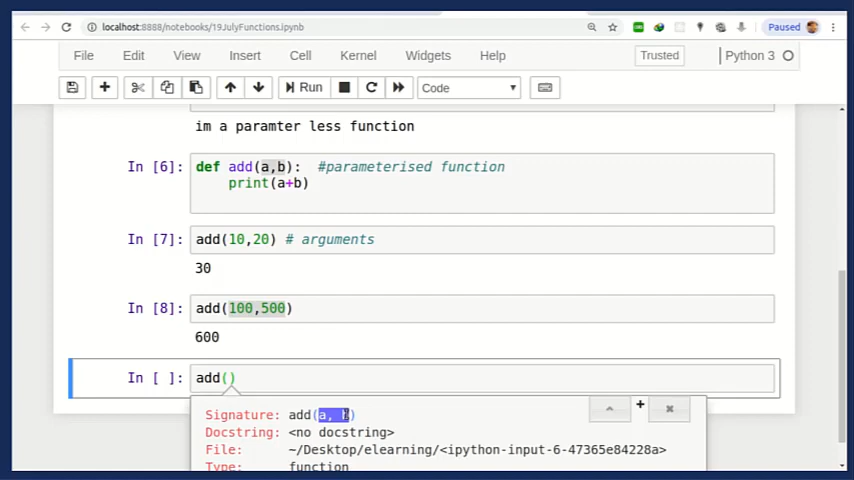 localhost:8888/notebooks/19JulyFunctions.ipynb
Paused
File Edit View Insert Cell Kernel Widgets Help Trusted Python 3
Run Code
im a paramter less function
In [6]: def add(a,b): #parameterised function
print(a+b)
In [7]: add(10,20) # arguments
30
In [8]: add(100,500)
600
In [ ]: add()
Signature: add(a, b)
Docstring: <no docstring>
File: ~/Desktop/elearning/<ipython-input-6-47365e84228a>
Type: function